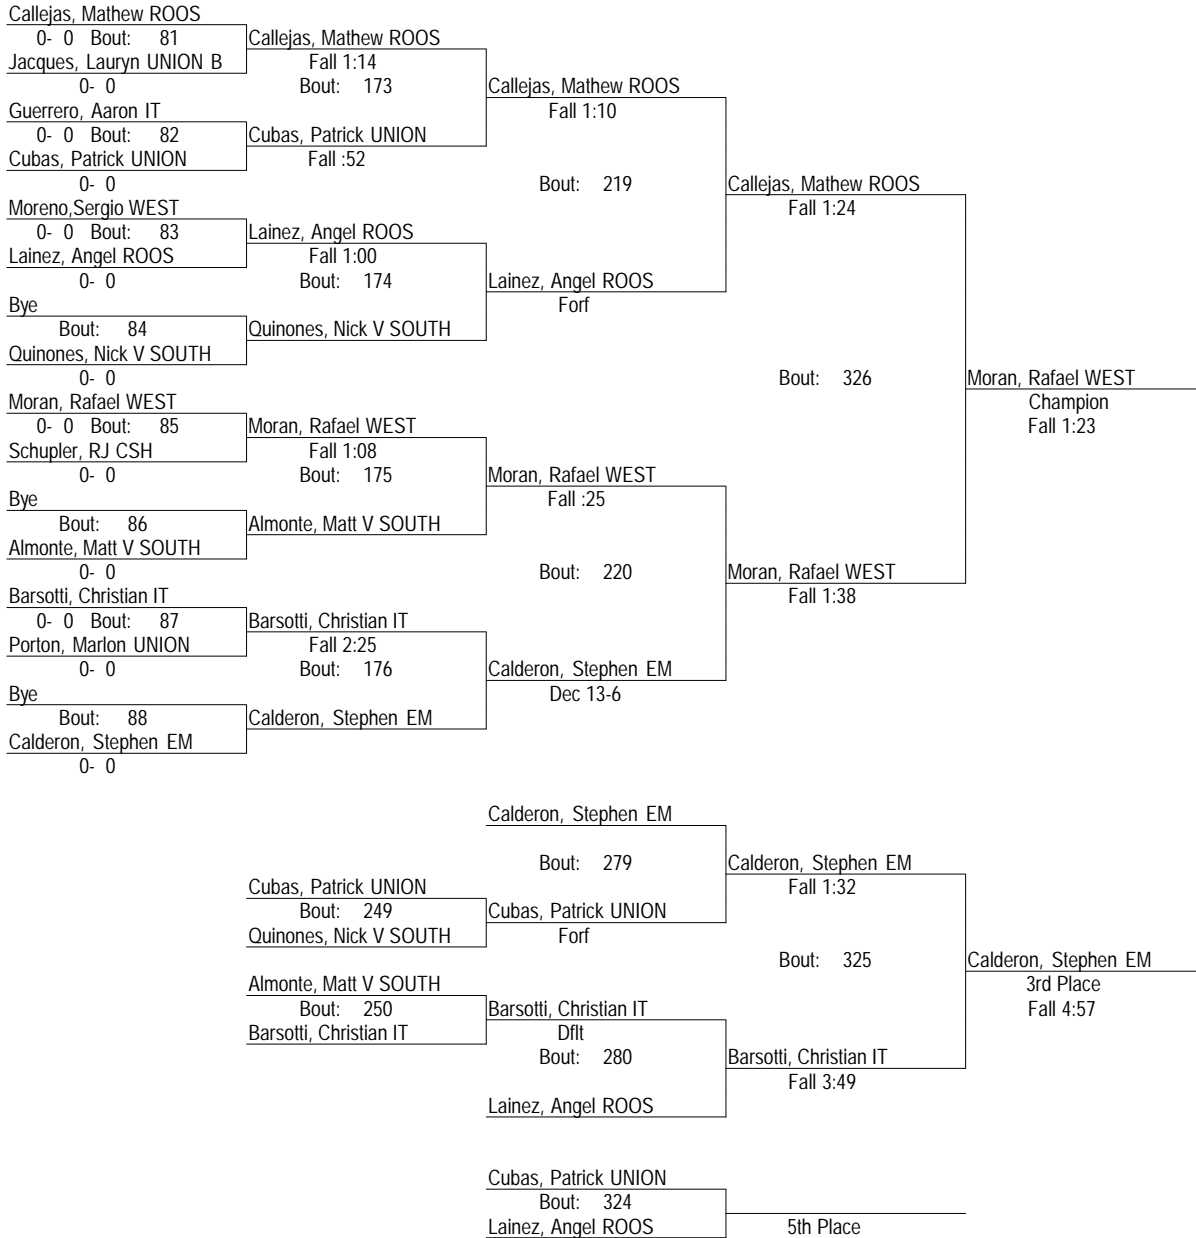 Callejas, Mathew ROOS
0- 0 Bout: 81
Callejas, Mathew ROOS
Jacques, Lauryn UNION B
Fall 1:14
0- 0
Bout: 173
Callejas, Mathew ROOS
Guerrero, Aaron IT
Fall 1:10
0- 0 Bout: 82
Cubas, Patrick UNION
Cubas, Patrick UNION
Fall :52
0- 0
Bout: 219
Callejas, Mathew ROOS
Moreno,Sergio WEST
Fall 1:24
0- 0 Bout: 83
Lainez, Angel ROOS
Lainez, Angel ROOS
Fall 1:00
0- 0
Bout: 174
Lainez, Angel ROOS
Bye
Forf
Bout: 84
Quinones, Nick V SOUTH
Quinones, Nick V SOUTH
0- 0
Bout: 326
Moran, Rafael WEST
Moran, Rafael WEST
Champion
0- 0 Bout: 85
Moran, Rafael WEST
Fall 1:23
Schupler, RJ CSH
Fall 1:08
0- 0
Bout: 175
Moran, Rafael WEST
Bye
Fall :25
Bout: 86
Almonte, Matt V SOUTH
Almonte, Matt V SOUTH
0- 0
Bout: 220
Moran, Rafael WEST
Barsotti, Christian IT
Fall 1:38
0- 0 Bout: 87
Barsotti, Christian IT
Porton, Marlon UNION
Fall 2:25
0- 0
Bout: 176
Calderon, Stephen EM
Bye
Dec 13-6
Bout: 88
Calderon, Stephen EM
Calderon, Stephen EM
0- 0
Calderon, Stephen EM
Bout: 279
Calderon, Stephen EM
Cubas, Patrick UNION
Fall 1:32
Bout: 249
Cubas, Patrick UNION
Quinones, Nick V SOUTH
Forf
Bout: 325
Calderon, Stephen EM
Almonte, Matt V SOUTH
3rd Place
Bout: 250
Barsotti, Christian IT
Fall 4:57
Barsotti, Christian IT
Dflt
Bout: 280
Barsotti, Christian IT
Fall 3:49
Lainez, Angel ROOS
Cubas, Patrick UNION
Bout: 324
Lainez, Angel ROOS
5th Place